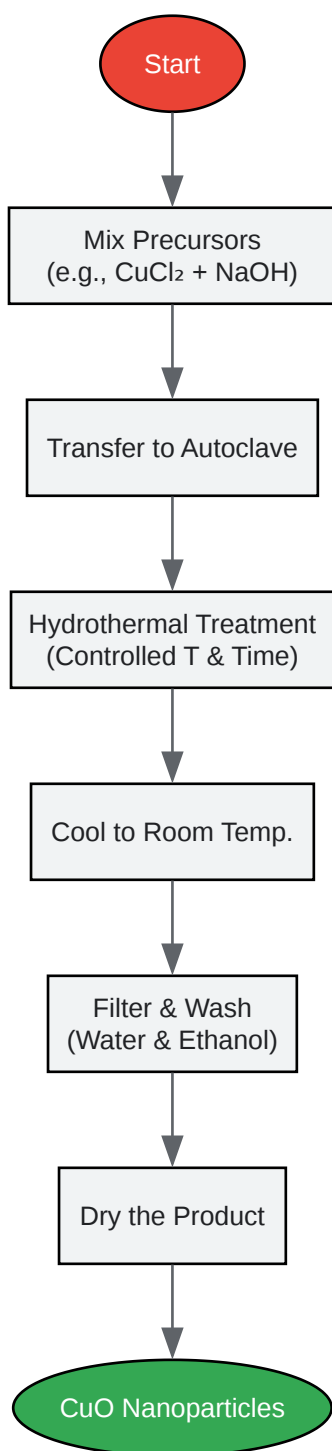 Start
Mix Precursors
(e.g., CuCl₂ + NaOH)
Transfer to Autoclave
Hydrothermal Treatment
(Controlled T & Time)
Cool to Room Temp.
Filter & Wash
(Water & Ethanol)
Dry the Product
CuO Nanoparticles